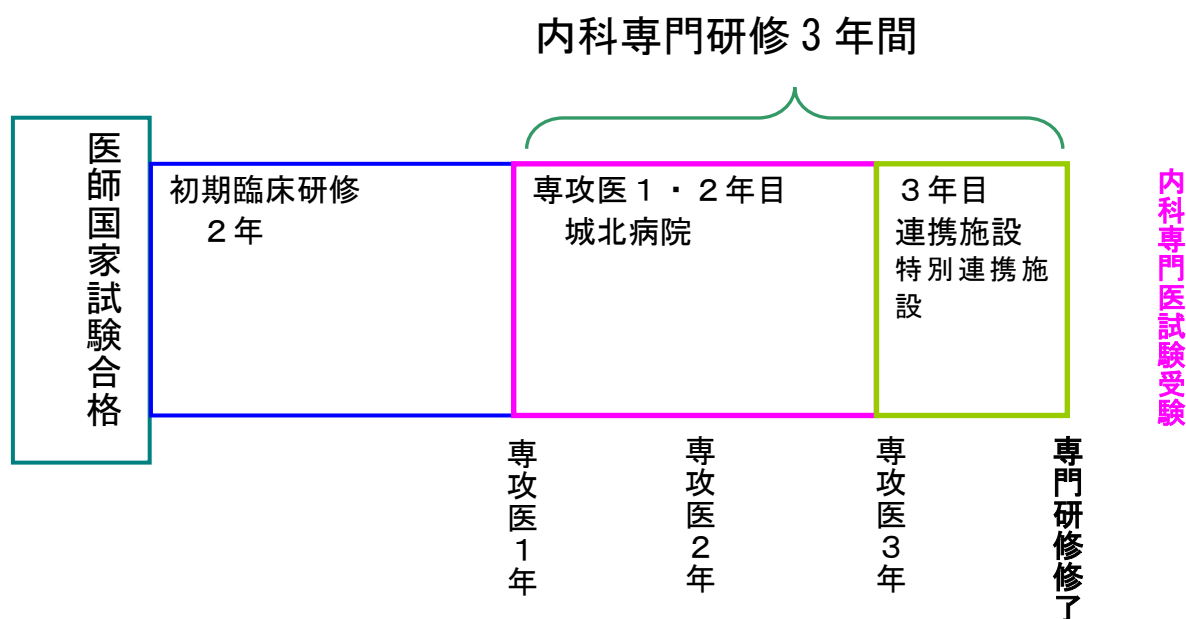 内科専門研修3年間
医師国家試験合格
初期臨床研修
２年
専攻医１・２年目
城北病院
３年目
連携施設
特別連携施
設
内科専門医試験受験
専攻医１年
専攻医２年
専攻医３年
専門研修修了